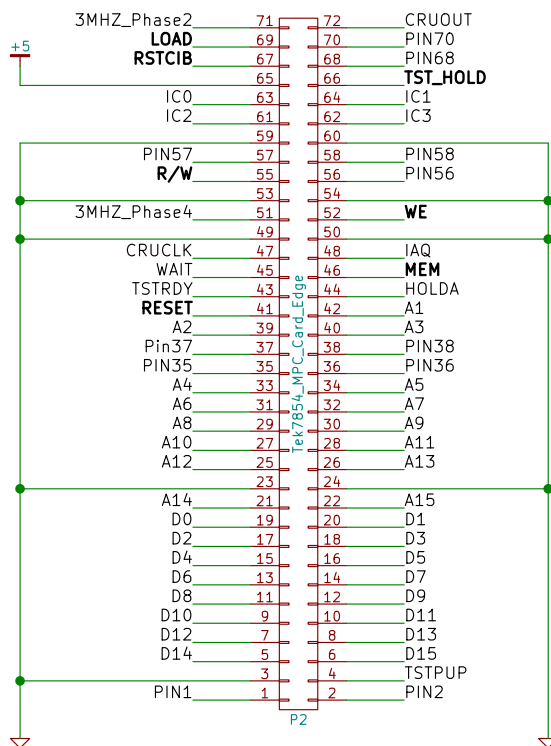 3MHZ_Phase2 71 72 CRUOUT
LOAD 69 70 PIN70
+5
RSTCIB 67 68 PIN68
65 66 TST_HOLD
IC0 63 64 IC1
IC2 61 62 IC3
59 60
PIN57 57 58 PIN58
R/W 55 56 PIN56
53 54
3MHZ_Phase4 51 52 WE
49 50
CRUCLK 47 48 IAQ
WAIT 45 46 MEM
TSTRDY 43 44 HOLDA
RESET 41 42 A1
A2 39 40 A3
Pin37 37 38 PIN38
PIN35 35 36 PIN36
A4 33 34 A5
A6 31 32 A7
A8 29 30 A9
A10 27 28 A11
A12 25 26 A13
23 24
A14 21 22 A15
D0 19 20 D1
D2 17 18 D3
D4 15 16 D5
D6 13 14 D7
D8 11 12 D9
D10 9 10 D11
D12 7 8 D13
D14 5 6 D15
3 4 TSTPUP
PIN1 1 2 PIN2
Tek7854_MPC_Card_Edge
P2